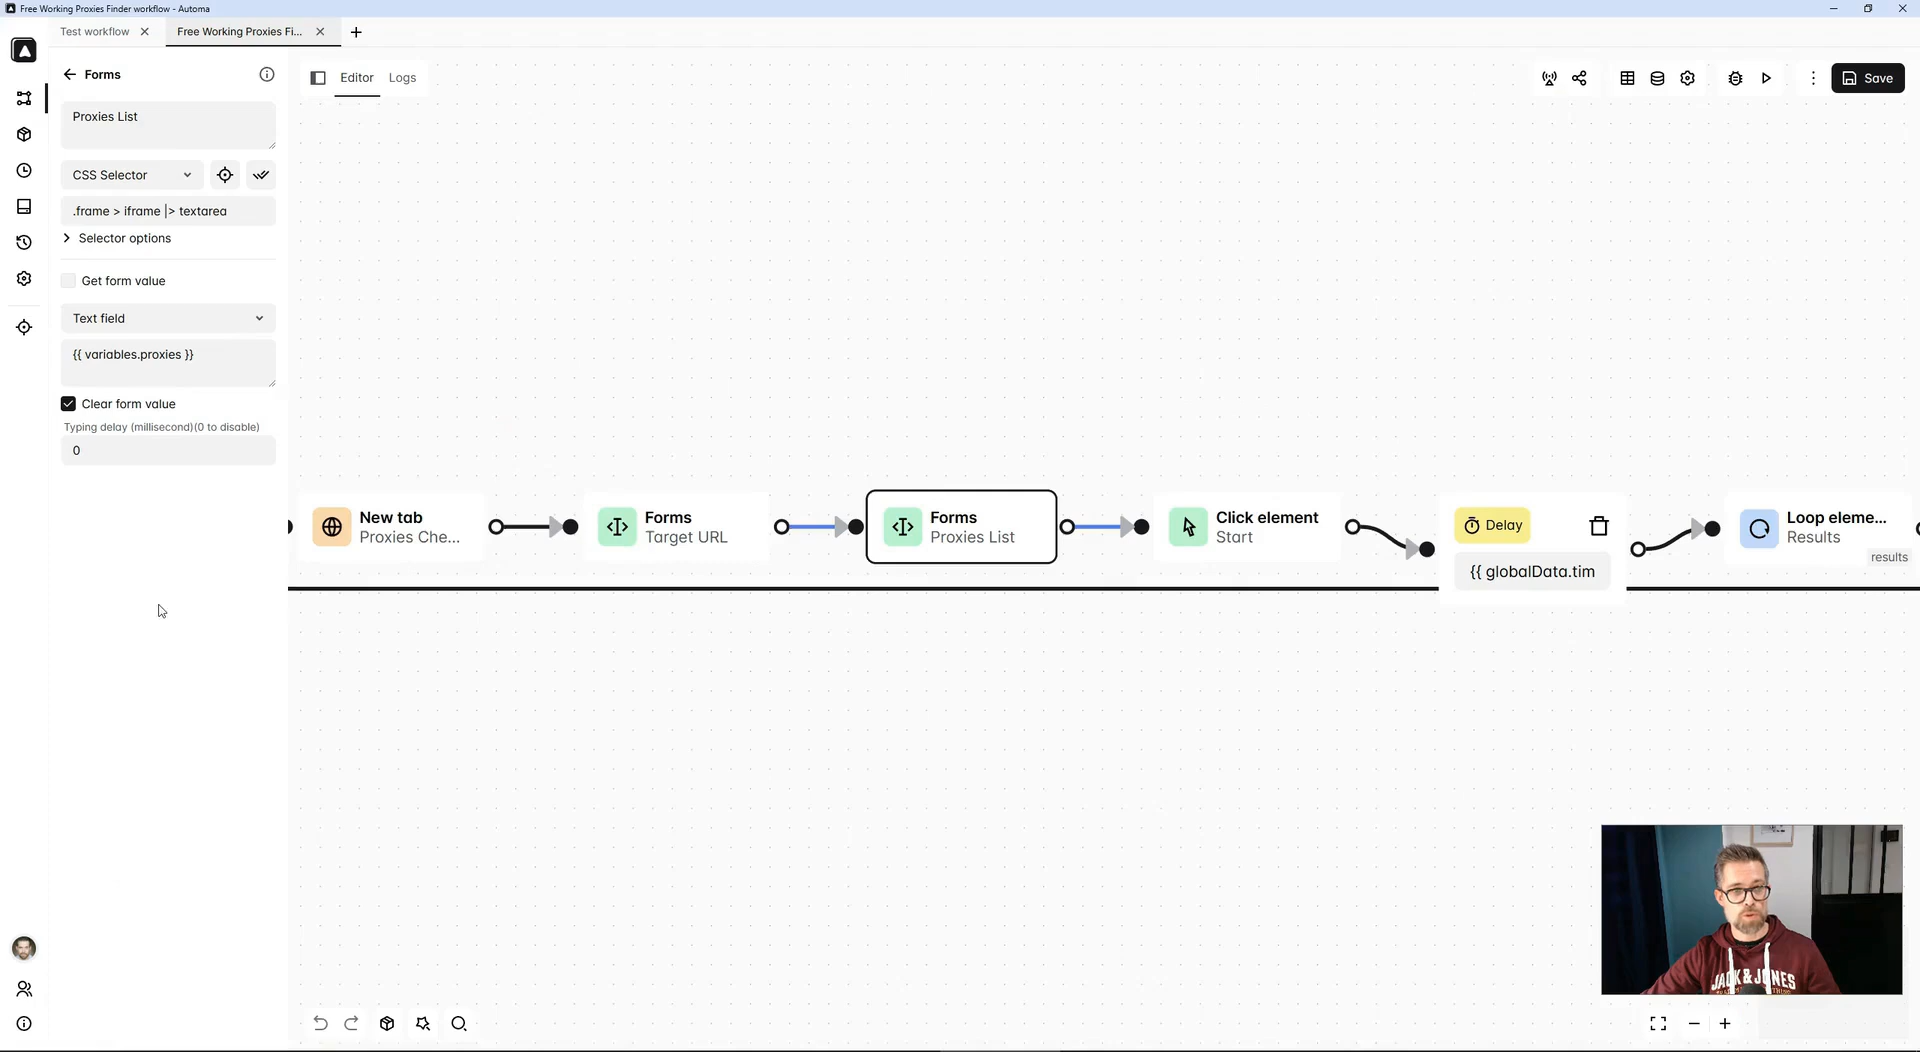 Free Working Proxies Finder workflow - Automa
Test workflow
Free Working Proxies Fi...
Forms
Editor
Logs
Save
Proxies List
CSS Selector
.frame > iframe |> textarea
Selector options
Get form value
Text field
{{ variables.proxies }}
Clear form value
Typing delay (millisecond)(0 to disable)
0
New tab
Proxies Che...
Forms
Target URL
Forms
Proxies List
Click element
Start
Delay
{{ globalData.tim
Loop eleme...
Results
results
JACK & JONES